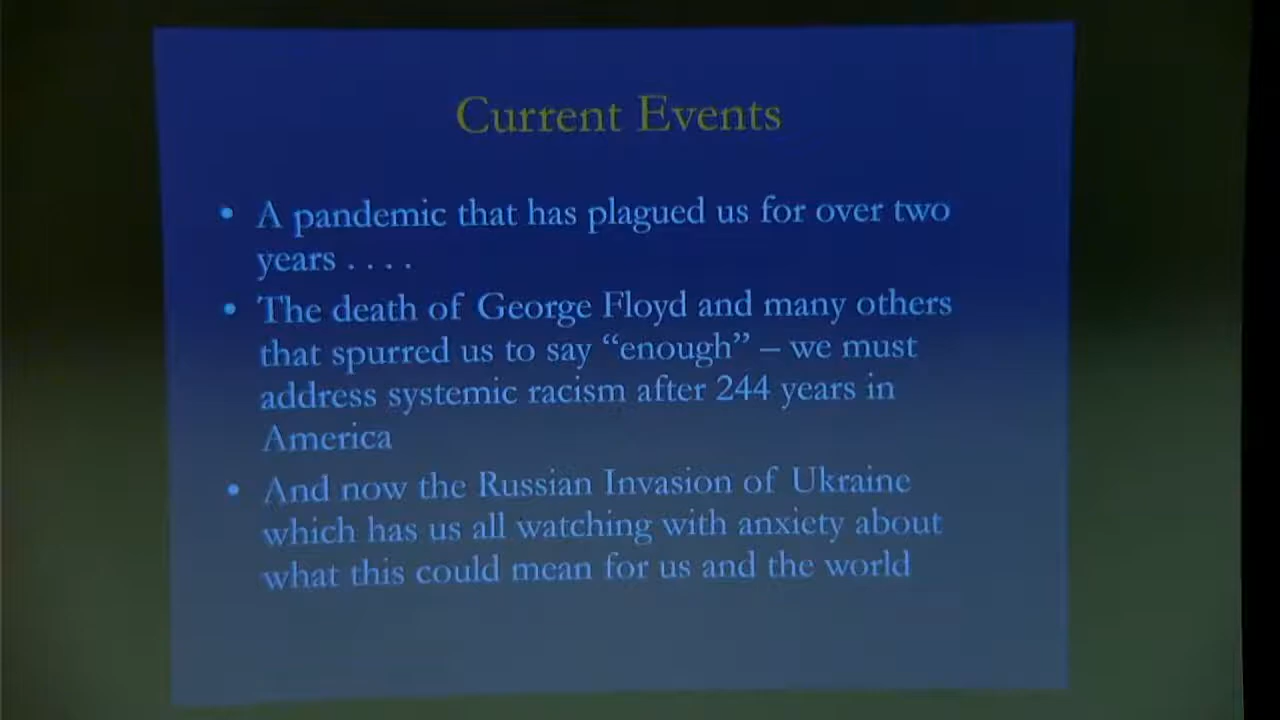 Current Events
• A pandemic that has plagued us for over two
years . . . .
• The death of George Floyd and many others
that spurred us to say “enough” – we must
address systemic racism after 244 years in
America
• And now the Russian Invasion of Ukraine
which has us all watching with anxiety about
what this could mean for us and the world